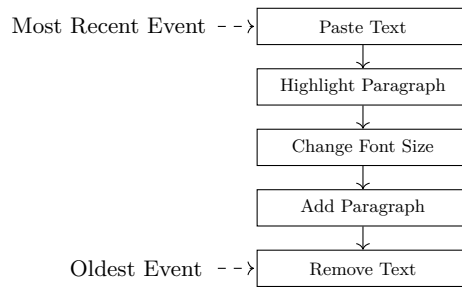 Most Recent Event
Paste Text
Highlight Paragraph
Change Font Size
Add Paragraph
Oldest Event
Remove Text